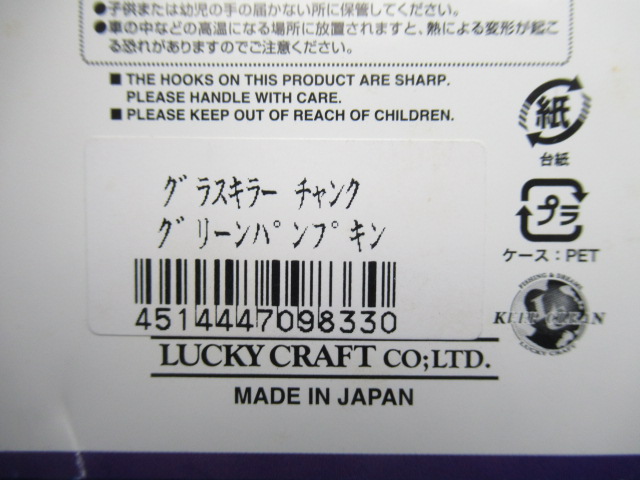 ●子供または幼児の手の届かない所に保管してください。
●車の中などの高温になる場所に放置されますと、熱による変形が起こ
る恐れがありますのでご注意ください。
■ THE HOOKS ON THIS PRODUCT ARE SHARP.
PLEASE HANDLE WITH CARE.
■ PLEASE KEEP OUT OF REACH OF CHILDREN.
紙
台紙
プラ
ケース：PET
グラスキラー チャンク
グリーンパンプキン
4514447098330
FISHING & DREAMS
KEEP CLEAN
LUCKY CRAFT
LUCKY CRAFT CO;LTD.
MADE IN JAPAN